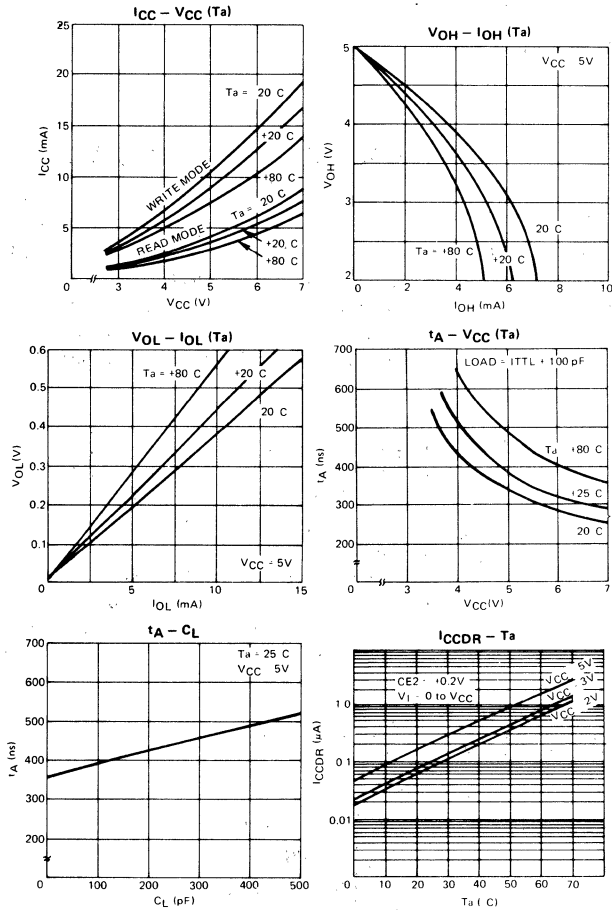 ICC – VCC (Ta)
25
20
15
10
5
0
ICC (mA)
Ta = 20 C
+20 C
+80 C
WRITE MODE
Ta = 20 C
READ MODE
+20 C
+80 C
3
4
5
6
7
VCC (V)
VOH – IOH (Ta)
5
4
3
2
VOH (V)
VCC 5V
Ta = +80 C
+20 C
20 C
0
2
4
6
8
10
IOH (mA)
VOL – IOL (Ta)
0.6
0.5
0.4
0.3
0.2
0.1
0
VOL (V)
Ta = +80 C
+20 C
20 C
VCC = 5V
0
5
10
15
IOL (mA)
tA – VCC (Ta)
700
600
500
400
300
200
100
0
tA (ns)
LOAD = ITTL + 100 pF
Ta +80 C
+25 C
20 C
0
3
4
5
6
7
VCC(V)
tA – CL
700
600
500
400
300
200
100
0
tA (ns)
Ta = 25 C
VCC 5V
0
100
200
300
400
500
CL (pF)
ICCDR – Ta
1 0
0 1
0.01
0
ICCDR (μA)
CE2 = +0.2V
VI = 0 to VCC
VCC 5V
VCC 3V
VCC 2V
0
10
20
30
40
50
60
70
Ta ( C)